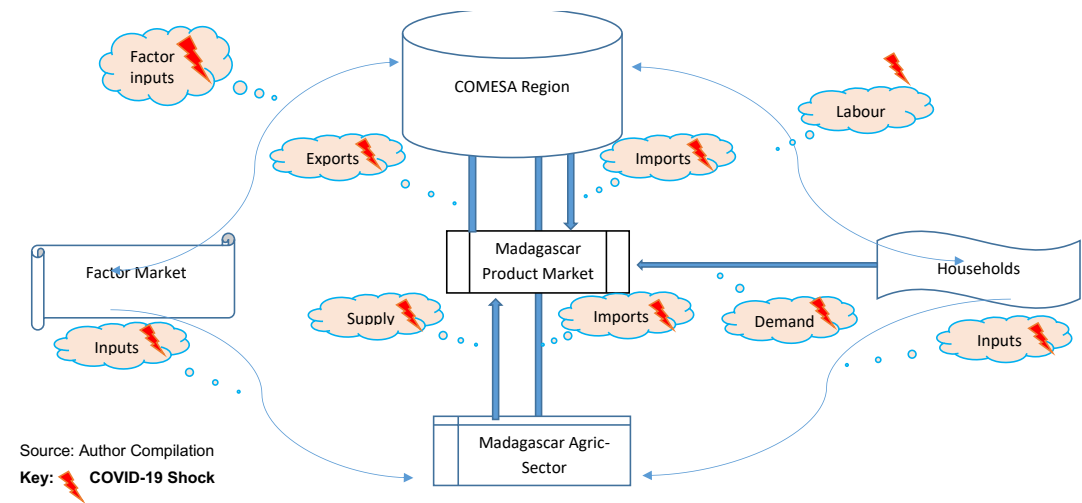 Factor
inputs
COMESA Region
Labour
Exports
Imports
Madagascar
Product Market
Factor Market
Households
Supply
Imports
Demand
Inputs
Inputs
Madagascar Agric-
Sector
Source: Author Compilation
Key: COVID-19 Shock